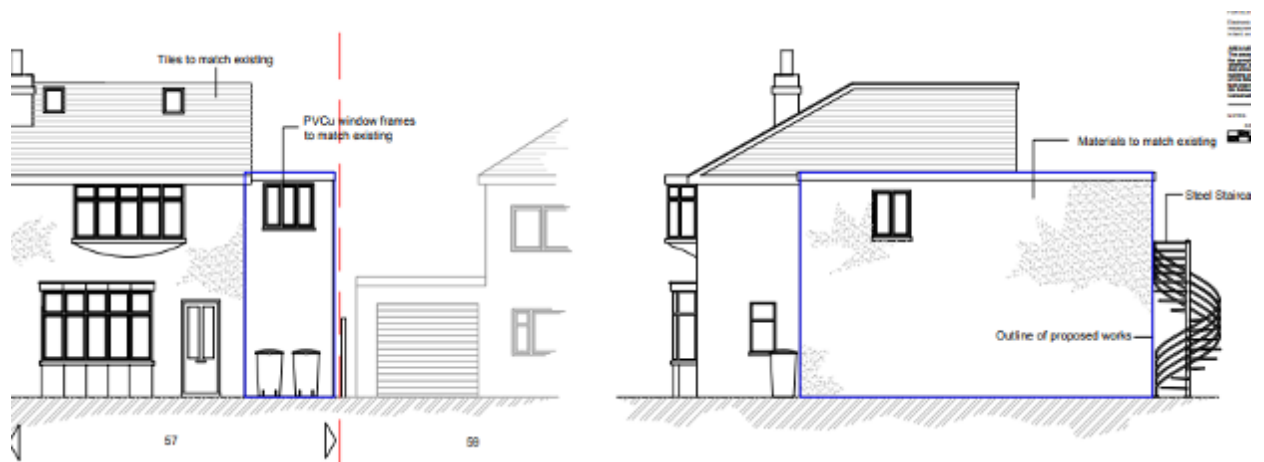 Tiles to match existing
PVCu window frames
to match existing
57
59
Materials to match existing
Steel Stairca
Outline of proposed works